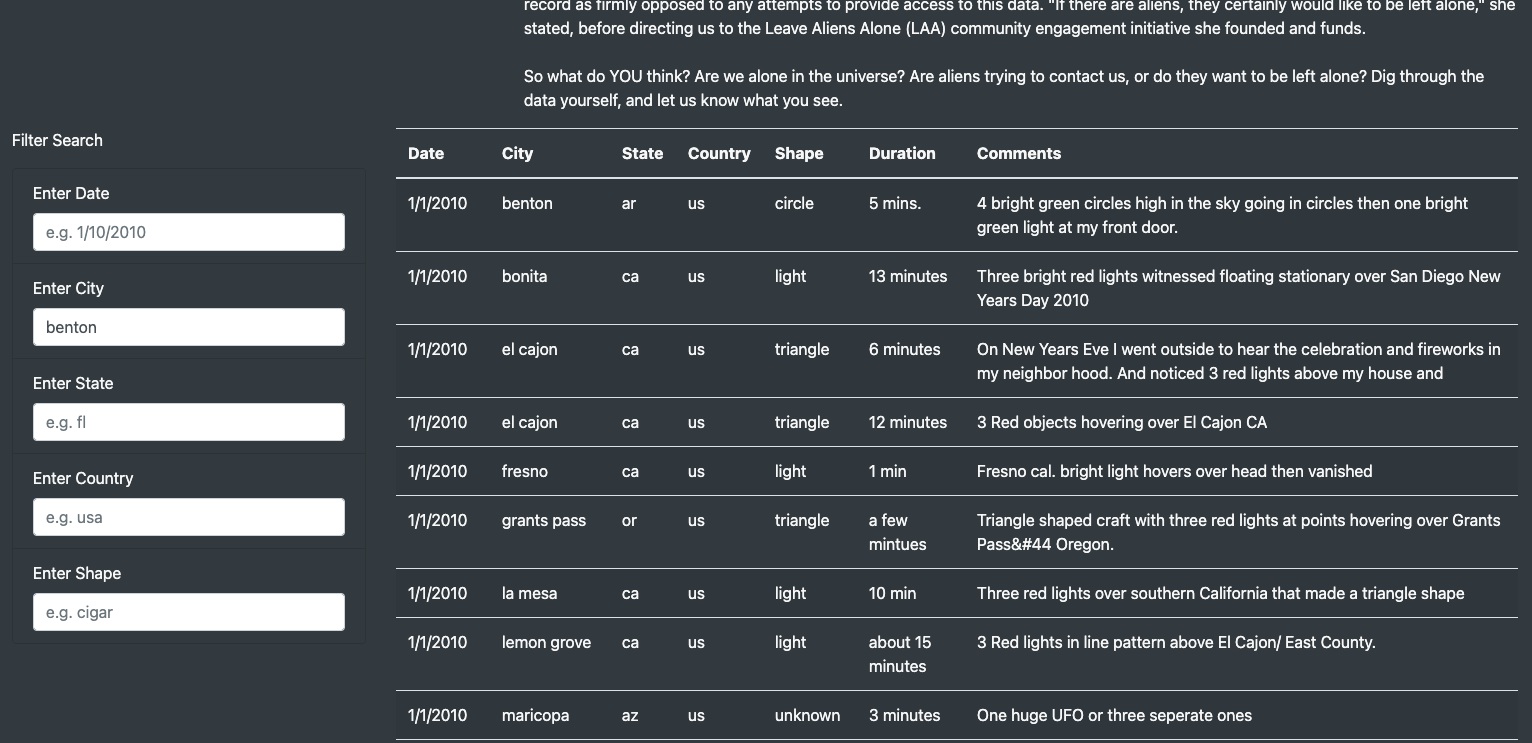 record as firmly opposed to any attempts to provide access to this data. "If there are aliens, they certainly would like to be left alone," she
stated, before directing us to the Leave Aliens Alone (LAA) community engagement initiative she founded and funds.
So what do YOU think? Are we alone in the universe? Are aliens trying to contact us, or do they want to be left alone? Dig through the
data yourself, and let us know what you see.
Filter Search
Enter Date
e.g. 1/10/2010
Enter City
benton
Enter State
e.g. fl
Enter Country
e.g. usa
Enter Shape
e.g. cigar
Date City State Country Shape Duration Comments
1/1/2010 benton ar us circle 5 mins. 4 bright green circles high in the sky going in circles then one bright
green light at my front door.
1/1/2010 bonita ca us light 13 minutes Three bright red lights witnessed floating stationary over San Diego New
Years Day 2010
1/1/2010 el cajon ca us triangle 6 minutes On New Years Eve I went outside to hear the celebration and fireworks in
my neighbor hood. And noticed 3 red lights above my house and
1/1/2010 el cajon ca us triangle 12 minutes 3 Red objects hovering over El Cajon CA
1/1/2010 fresno ca us light 1 min Fresno cal. bright light hovers over head then vanished
1/1/2010 grants pass or us triangle a few Triangle shaped craft with three red lights at points hovering over Grants
mintues Pass&#44 Oregon.
1/1/2010 la mesa ca us light 10 min Three red lights over southern California that made a triangle shape
1/1/2010 lemon grove ca us light about 15 3 Red lights in line pattern above El Cajon/ East County.
minutes
1/1/2010 maricopa az us unknown 3 minutes One huge UFO or three seperate ones